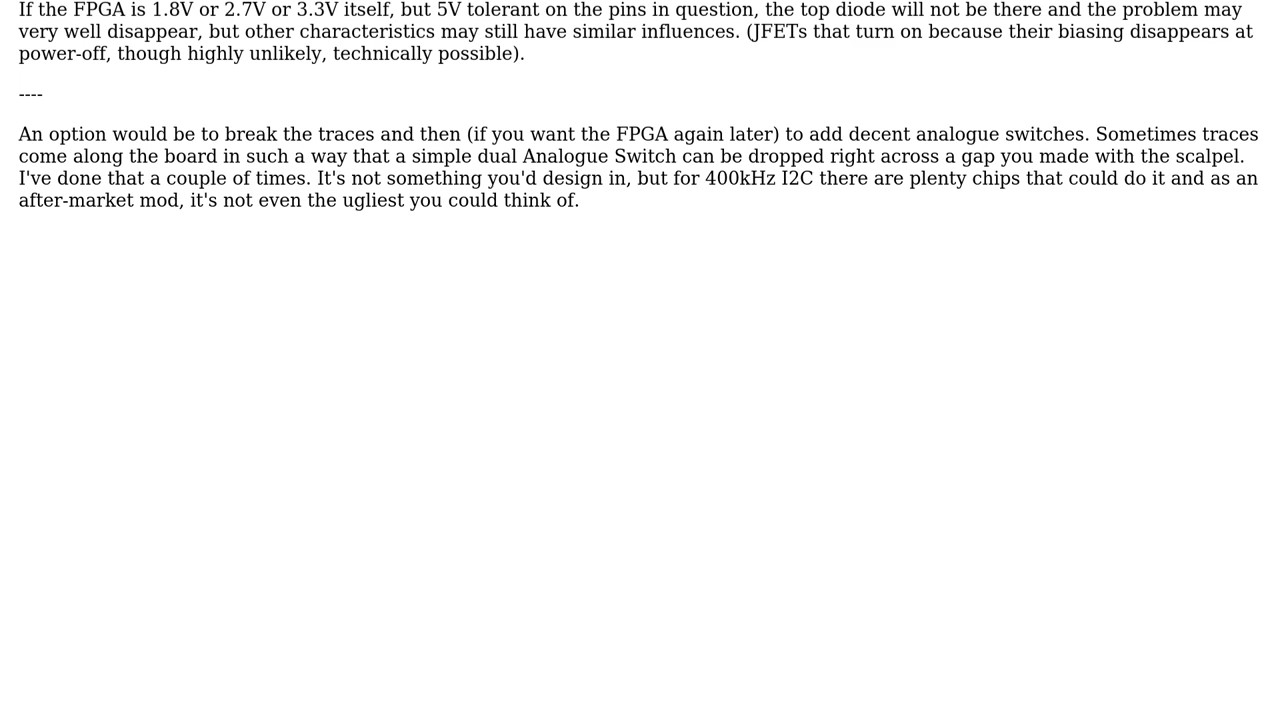 If the FPGA is 1.8V or 2.7V or 3.3V itself, but 5V tolerant on the pins in question, the top diode will not be there and the problem may
very well disappear, but other characteristics may still have similar influences. (JFETs that turn on because their biasing disappears at
power-off, though highly unlikely, technically possible).
----
An option would be to break the traces and then (if you want the FPGA again later) to add decent analogue switches. Sometimes traces
come along the board in such a way that a simple dual Analogue Switch can be dropped right across a gap you made with the scalpel.
I've done that a couple of times. It's not something you'd design in, but for 400kHz I2C there are plenty chips that could do it and as an
after-market mod, it's not even the ugliest you could think of.